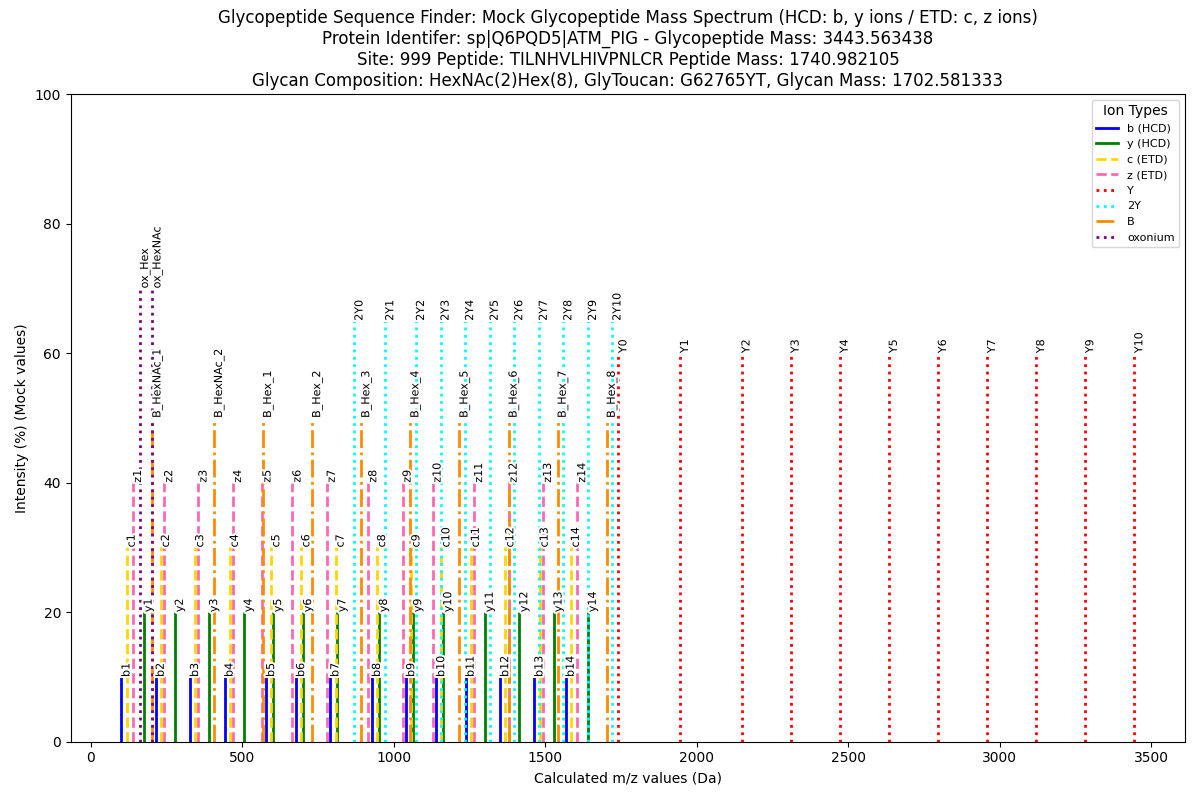 Glycopeptide Sequence Finder: Mock Glycopeptide Mass Spectrum (HCD: b, y ions / ETD: c, z ions)
Protein Identifer: sp|Q6PQD5|ATM_PIG - Glycopeptide Mass: 3443.563438
Site: 999 Peptide: TILNHVLHIVPNLCR Peptide Mass: 1740.982105
Glycan Composition: HexNAc(2)Hex(8), GlyToucan: G62765YT, Glycan Mass: 1702.581333
Intensity (%) (Mock values)
100
80
60
40
20
0
Ion Types
b (HCD)
y (HCD)
c (ETD)
z (ETD)
Y
2Y
B
oxonium
ox_Hex
ox_HexNAc
2Y0
2Y1
2Y2
2Y3
2Y4
2Y5
2Y6
2Y7
2Y8
2Y9
2Y10
Y0
Y1
Y2
Y3
Y4
Y5
Y6
Y7
Y8
Y9
Y10
B_HexNAc_1
B_HexNAc_2
B_Hex_1
B_Hex_2
B_Hex_3
B_Hex_4
B_Hex_5
B_Hex_6
B_Hex_7
B_Hex_8
z1
z2
z3
z4
z5
z6
z7
z8
z9
z10
z11
z12
z13
z14
c1
c2
c3
c4
c5
c6
c7
c8
c9
c10
c11
c12
c13
c14
y1
y2
y3
y4
y5
y6
y7
y8
y9
y10
y11
y12
y13
y14
b1
b2
b3
b4
b5
b6
b7
b8
b9
b10
b11
b12
b13
b14
0
500
1000
1500
2000
2500
3000
3500
Calculated m/z values (Da)